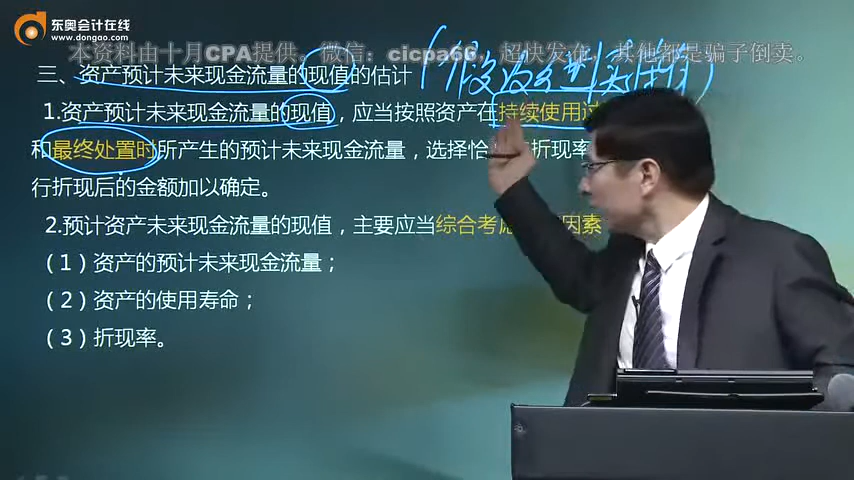 东奥会计在线
www.dongao.com
本资料由十月CPA提供。微信：cicpa66，超快发布，其他都是骗子倒卖。
三、资产预计未来现金流量的现值的估计
1.资产预计未来现金流量的现值，应当按照资产在持续使用过
和最终处置时所产生的预计未来现金流量，选择恰 折现率
行折现后的金额加以确定。
2.预计资产未来现金流量的现值，主要应当综合考虑 因素
（1）资产的预计未来现金流量；
（2）资产的使用寿命；
（3）折现率。